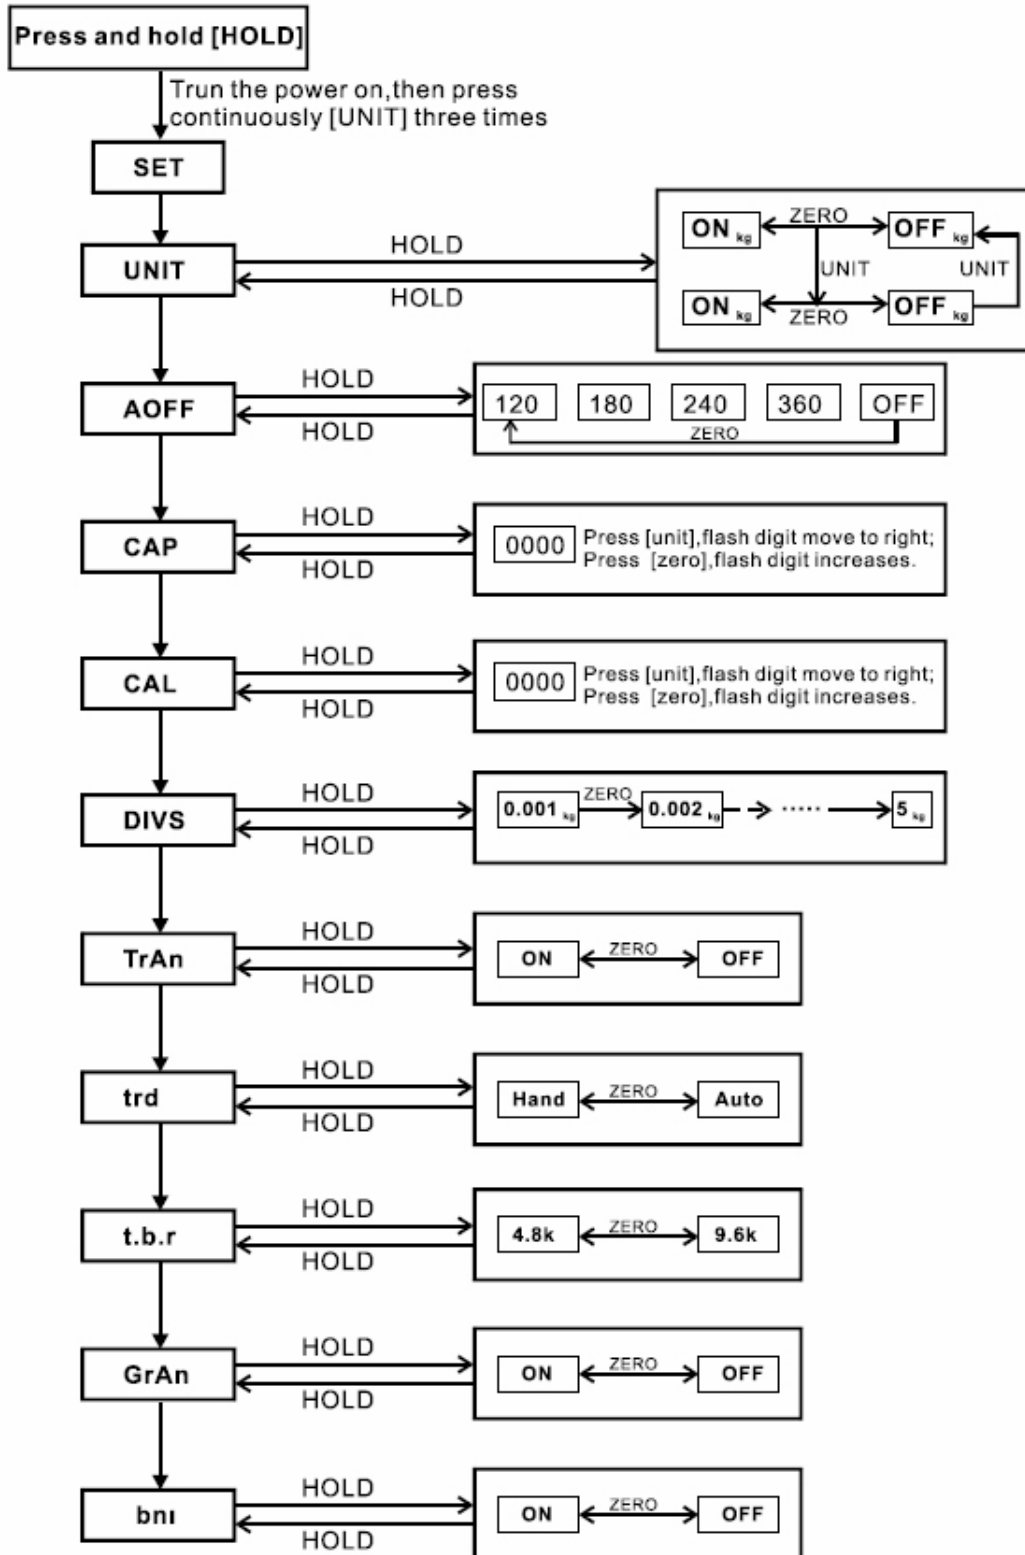 Press and hold [HOLD]
Trun the power on,then press
continuously [UNIT] three times
SET
UNIT
HOLD
HOLD
ON kg
ZERO
OFF kg
UNIT
UNIT
ON kg
ZERO
OFF kg
AOFF
HOLD
HOLD
120 180 240 360 OFF
ZERO
CAP
HOLD
HOLD
0000
Press [unit],flash digit move to right;
Press [zero],flash digit increases.
CAL
HOLD
HOLD
0000
Press [unit],flash digit move to right;
Press [zero],flash digit increases.
DIVS
HOLD
HOLD
0.001 kg
ZERO
0.002 kg
·····
5 kg
TrAn
HOLD
HOLD
ON
ZERO
OFF
trd
HOLD
HOLD
Hand
ZERO
Auto
t.b.r
HOLD
HOLD
4.8k
ZERO
9.6k
GrAn
HOLD
HOLD
ON
ZERO
OFF
bnı
HOLD
HOLD
ON
ZERO
OFF